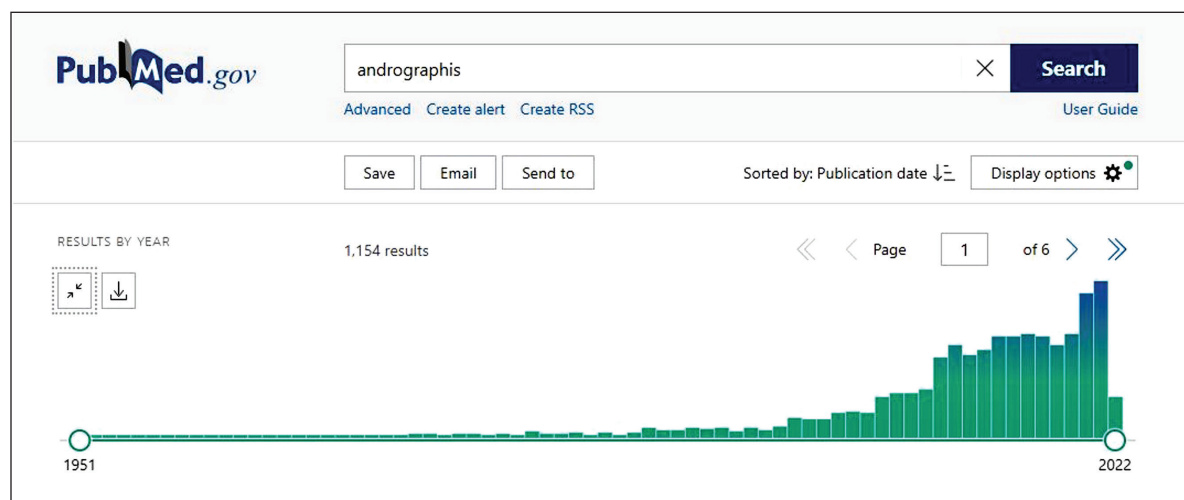 PubMed.gov
andrographis
Search
Advanced Create alert Create RSS
User Guide
Save Email Send to
Sorted by: Publication date
Display options
RESULTS BY YEAR
1,154 results
Page 1 of 6
1951
2022